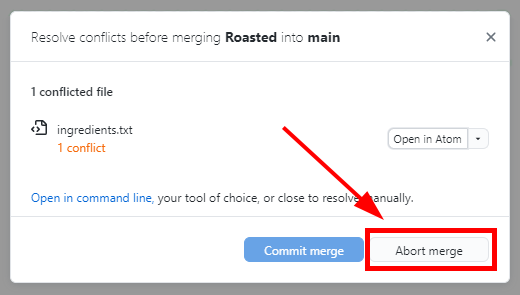 Resolve conflicts before merging Roasted into main
1 conflicted file
ingredients.txt
1 conflict
Open in Atom
Open in command line, your tool of choice, or close to resolve manually.
Commit merge
Abort merge